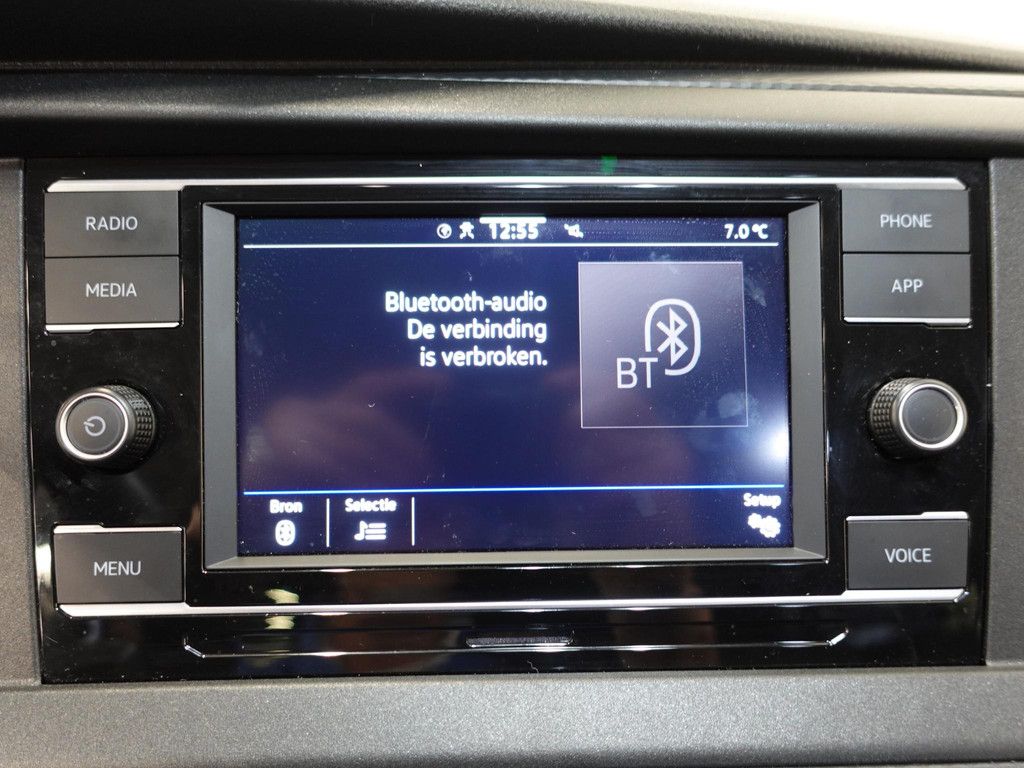 RADIO
MEDIA
MENU
12:55
7.0 °C
Bluetooth-audio
De verbinding
is verbroken.
BT
Bron
Selectie
Setup
PHONE
APP
VOICE